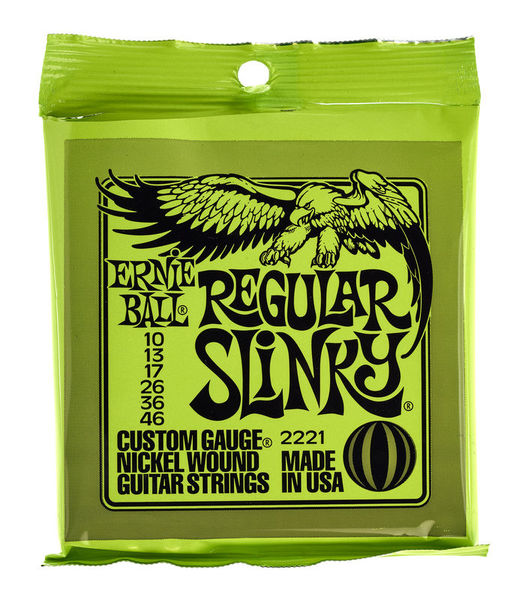 ERNIE
BALL®
REGULAR
SLINKY®
10
13
17
26
36
46
CUSTOM GAUGE® 2221
NICKEL WOUND MADE
GUITAR STRINGS IN USA